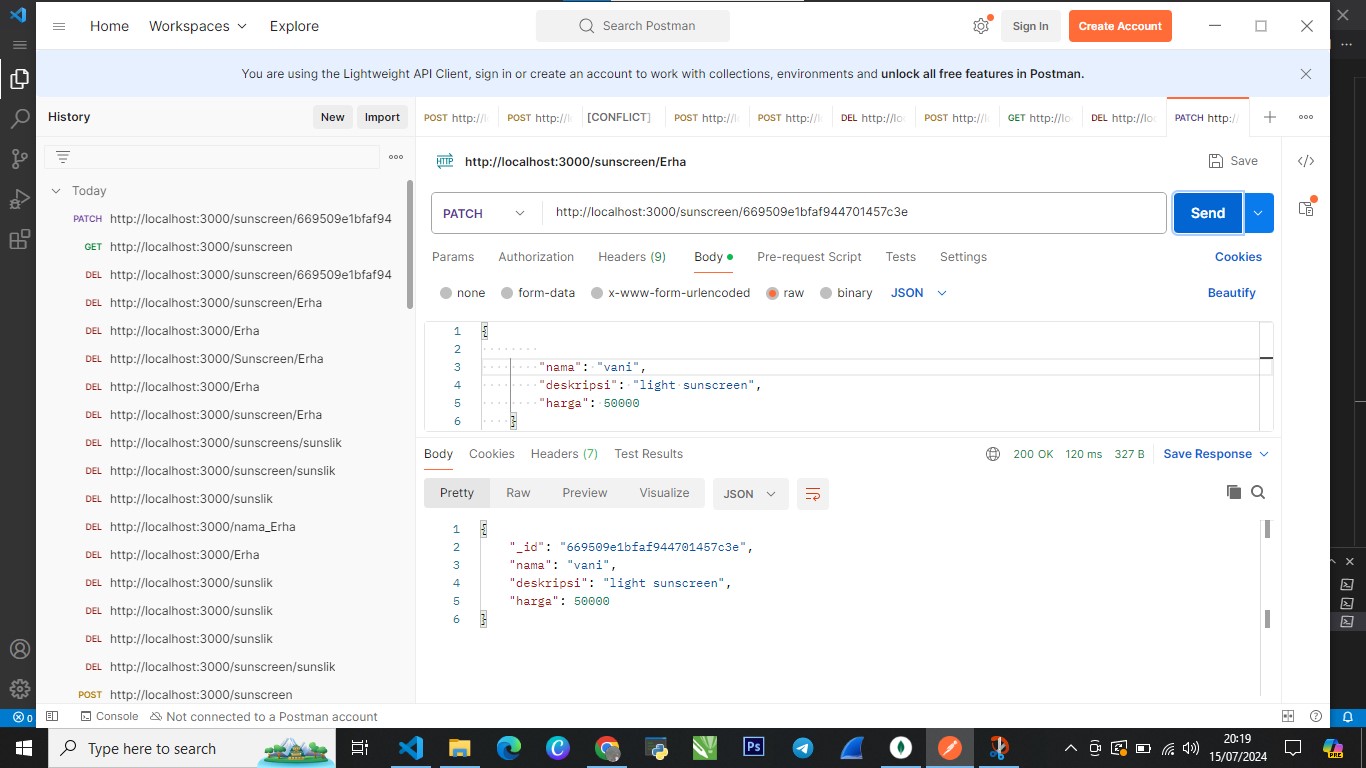 Home
Workspaces
Explore
Search Postman
Sign In
Create Account
You are using the Lightweight API Client, sign in or create an account to work with collections, environments and unlock all free features in Postman.
History
New
Import
POST http://l
POST http://l
[CONFLICT]
POST http://l
POST http://l
DEL http://loc
POST http://l
GET http://lo
DEL http://loc
PATCH http:/
http://localhost:3000/sunscreen/Erha
Save
Today
PATCH http://localhost:3000/sunscreen/669509e1bfaf94
GET http://localhost:3000/sunscreen
DEL http://localhost:3000/sunscreen/669509e1bfaf94
DEL http://localhost:3000/sunscreen/Erha
DEL http://localhost:3000/Erha
DEL http://localhost:3000/Sunscreen/Erha
DEL http://localhost:3000/Erha
DEL http://localhost:3000/sunscreen/Erha
DEL http://localhost:3000/sunscreens/sunslik
DEL http://localhost:3000/sunscreen/sunslik
DEL http://localhost:3000/sunslik
DEL http://localhost:3000/nama_Erha
DEL http://localhost:3000/Erha
DEL http://localhost:3000/sunslik
DEL http://localhost:3000/sunslik
DEL http://localhost:3000/sunslik
DEL http://localhost:3000/sunscreen/sunslik
POST http://localhost:3000/sunscreen
PATCH
http://localhost:3000/sunscreen/669509e1bfaf944701457c3e
Send
Params
Authorization
Headers (9)
Body
Pre-request Script
Tests
Settings
Cookies
none
form-data
x-www-form-urlencoded
raw
binary
JSON
Beautify
1 {
2
3 "nama": "vani",
4 "deskripsi": "light sunscreen",
5 "harga": 50000
6 }
Body
Cookies
Headers (7)
Test Results
200 OK
120 ms
327 B
Save Response
Pretty
Raw
Preview
Visualize
JSON
1 {
2 "_id": "669509e1bfaf944701457c3e",
3 "nama": "vani",
4 "deskripsi": "light sunscreen",
5 "harga": 50000
6 }
0
Console
Not connected to a Postman account
Type here to search
20:19
15/07/2024